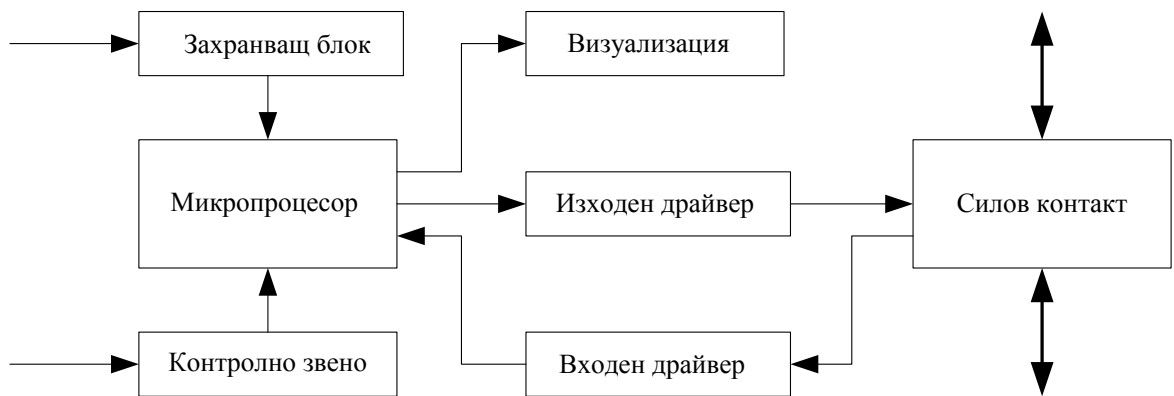 Захранващ блок
Визуализация
Микропроцесор
Изходен драйвер
Силов контакт
Контролно звено
Входен драйвер